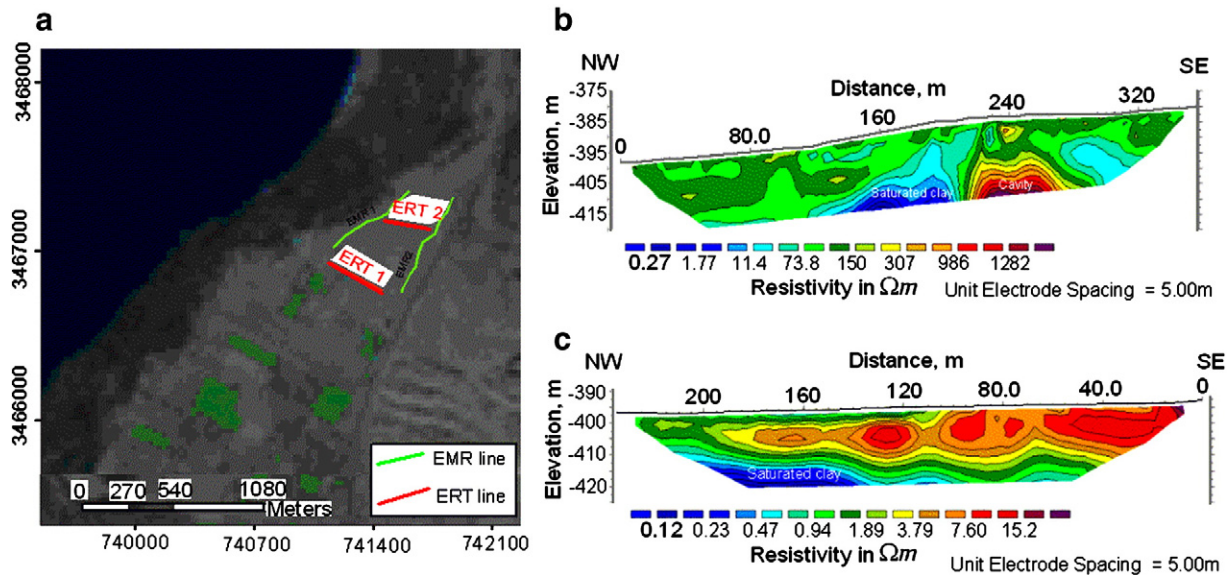 a
3468000
3467000
3466000
740000 740700 741400 742100
EMR 1
ERT 2
ERT 1
EMR2
0 270 540 1080
Meters
EMR line
ERT line
b
NW
SE
Distance, m
Elevation, m
-375
-385
-395
-405
-415
0 80.0 160 240 320
Saturated clay
Cavity
0.27 1.77 11.4 73.8 150 307 986 1282
Resistivity in Ωm
Unit Electrode Spacing = 5.00m
c
NW
SE
Distance, m
Elevation, m
-390
-400
-410
-420
200 160 120 80.0 40.0 0
Saturated clay
0.12 0.23 0.47 0.94 1.89 3.79 7.60 15.2
Resistivity in Ωm
Unit Electrode Spacing = 5.00m